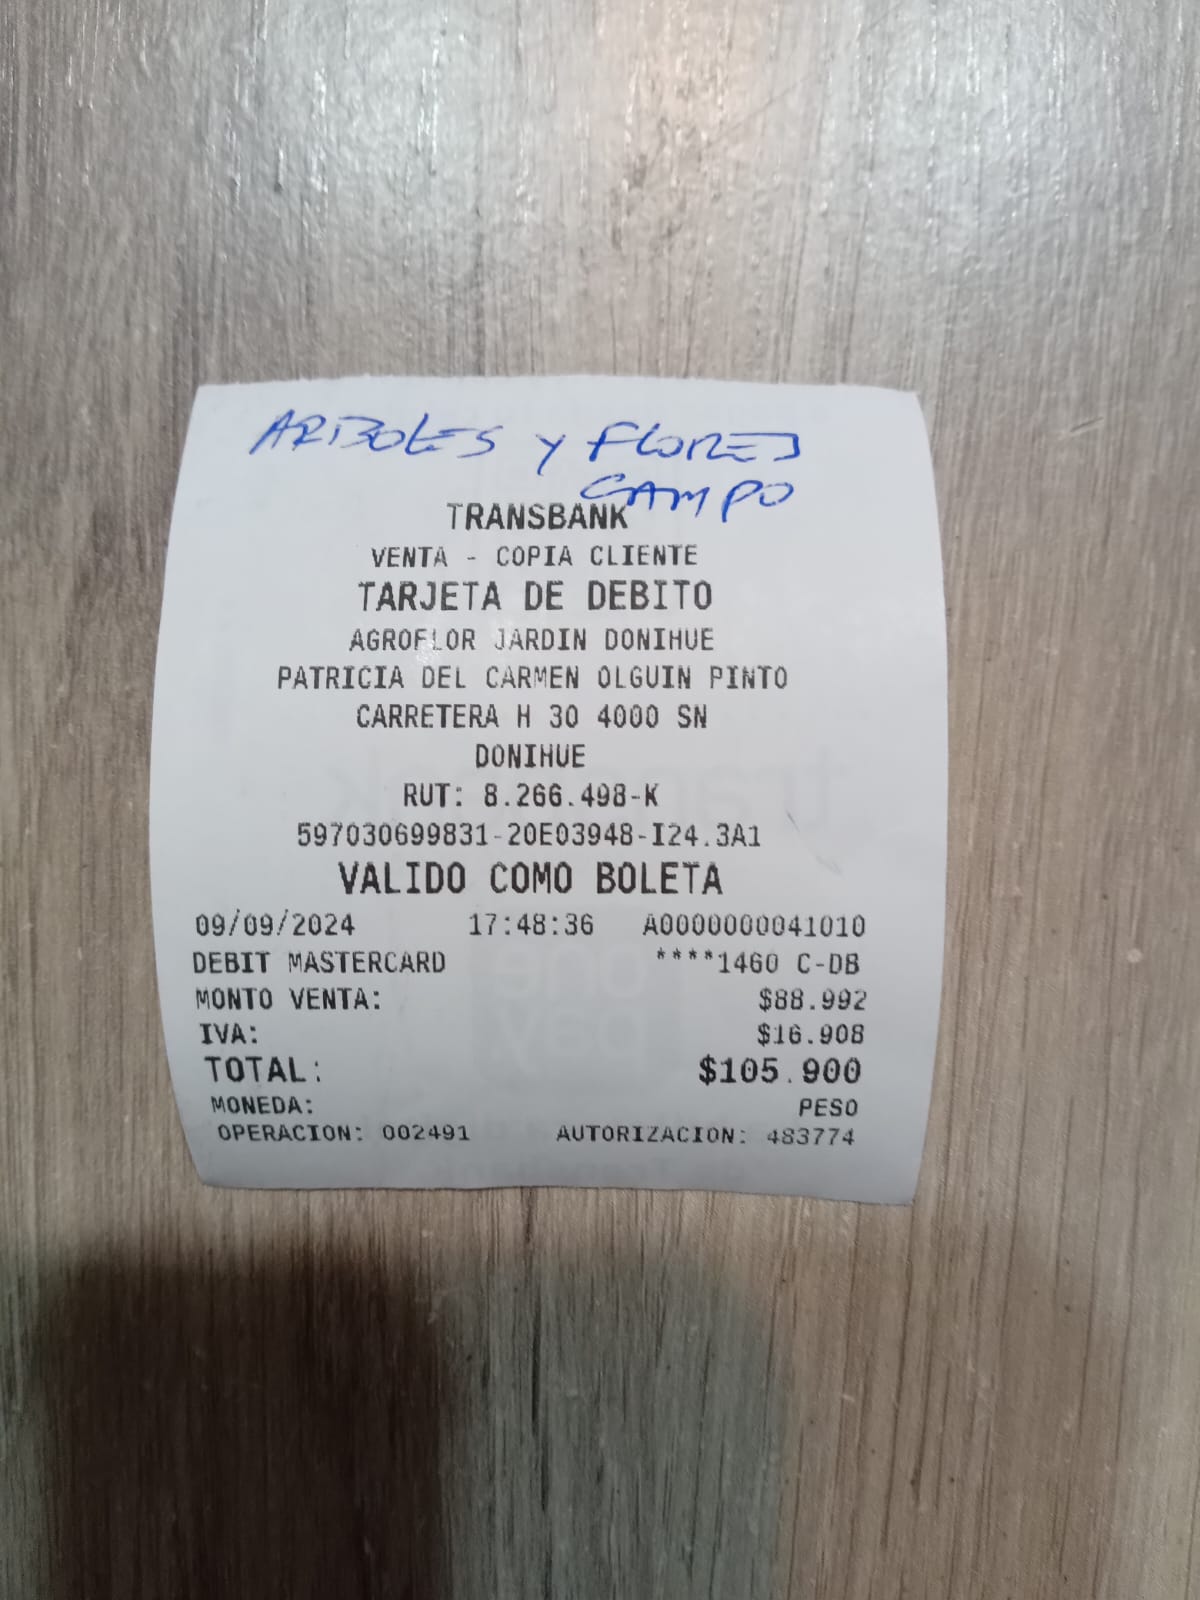 ARBOLES Y FLORES
CAMPO
TRANSBANK
VENTA - COPIA CLIENTE
TARJETA DE DEBITO
AGROFLOR JARDIN DONIHUE
PATRICIA DEL CARMEN OLGUIN PINTO
CARRETERA H 30 4000 SN
DONIHUE
RUT: 8.266.498-K
597030699831-20E03948-I24.3A1
VALIDO COMO BOLETA
09/09/2024 17:48:36 A0000000041010
DEBIT MASTERCARD ****1460 C-DB
MONTO VENTA: $88.992
IVA: $16.908
TOTAL: $105.900
MONEDA: PESO
OPERACION: 002491 AUTORIZACION: 483774